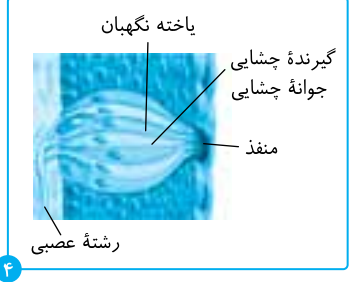 یاخته نگهبان
گیرندهٔ چشایی
جوانهٔ چشایی
منفذ
رشتهٔ عصبی
۴